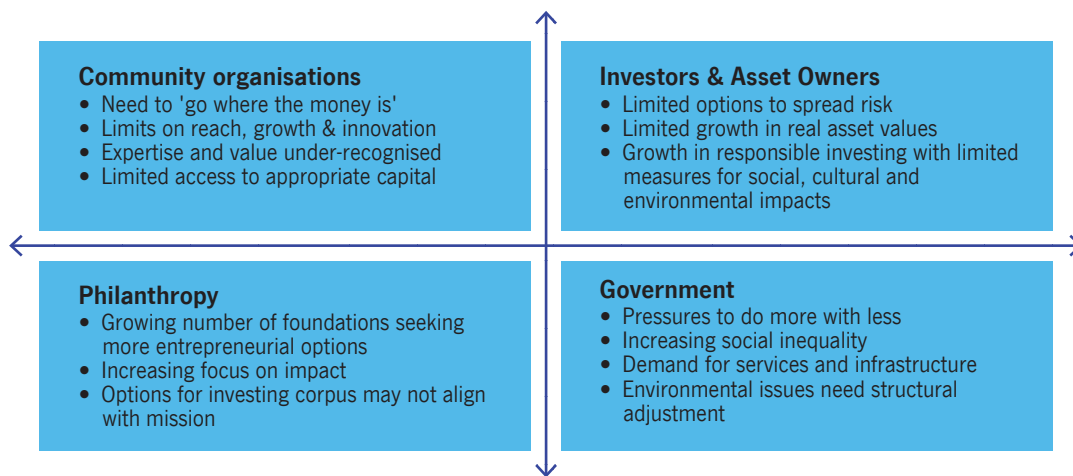 Community organisations
• Need to 'go where the money is'
• Limits on reach, growth & innovation
• Expertise and value under-recognised
• Limited access to appropriate capital
Investors & Asset Owners
• Limited options to spread risk
• Limited growth in real asset values
• Growth in responsible investing with limited
measures for social, cultural and
environmental impacts
Philanthropy
• Growing number of foundations seeking
more entrepreneurial options
• Increasing focus on impact
• Options for investing corpus may not align
with mission
Government
• Pressures to do more with less
• Increasing social inequality
• Demand for services and infrastructure
• Environmental issues need structural
adjustment